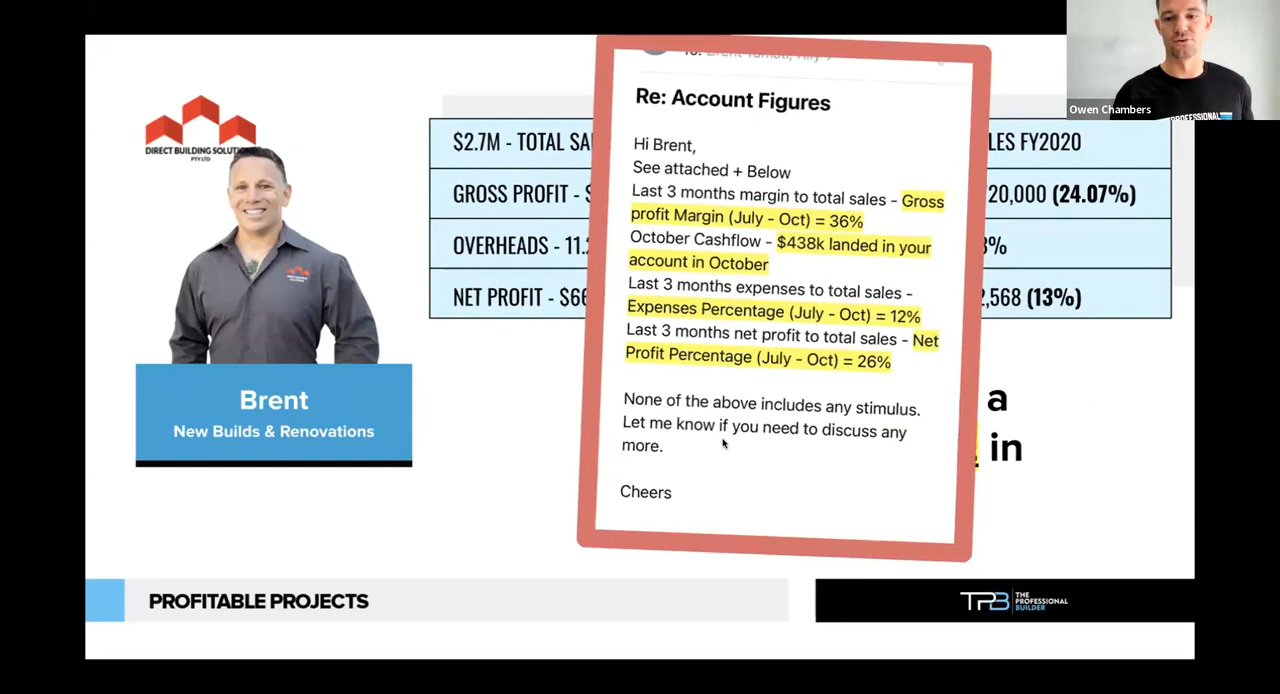 Owen Chambers
PROFESSIONAL
DIRECT BUILDING SOLUTIONS
PTY LTD
Brent
New Builds & Renovations
$2.7M - TOTAL SA
LES FY2020
GROSS PROFIT - $
20,000 (24.07%)
OVERHEADS - 11.2
%
NET PROFIT - $66
2,568 (13%)
Re: Account Figures
Hi Brent,
See attached + Below
Last 3 months margin to total sales - Gross
profit Margin (July - Oct) = 36%
October Cashflow - $438k landed in your
account in October
Last 3 months expenses to total sales -
Expenses Percentage (July - Oct) = 12%
Last 3 months net profit to total sales - Net
Profit Percentage (July - Oct) = 26%
None of the above includes any stimulus.
Let me know if you need to discuss any
more.
Cheers
a
in
PROFITABLE PROJECTS
TPB THE
PROFESSIONAL
BUILDER